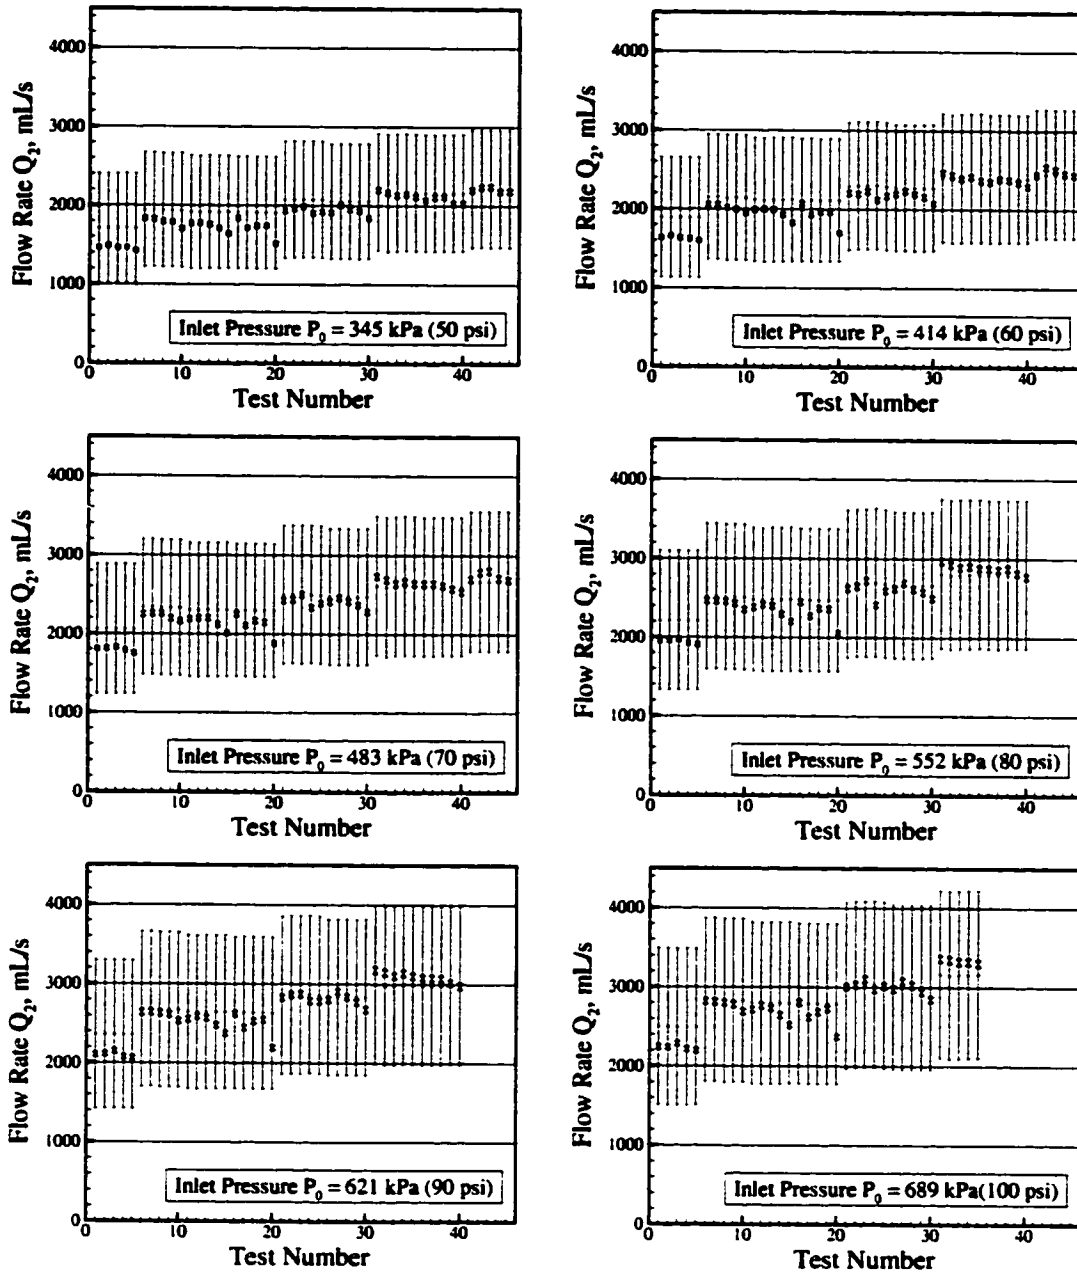 Flow Rate Q₂, mL/s
4000
3000
2000
1000
0
Inlet Pressure P₀ = 345 kPa (50 psi)
0 10 20 30 40
Test Number
Flow Rate Q₂, mL/s
4000
3000
2000
1000
0
Inlet Pressure P₀ = 414 kPa (60 psi)
0 10 20 30 40
Test Number
Flow Rate Q₂, mL/s
4000
3000
2000
1000
0
Inlet Pressure P₀ = 483 kPa (70 psi)
0 10 20 30 40
Test Number
Flow Rate Q₂, mL/s
4000
3000
2000
1000
0
Inlet Pressure P₀ = 552 kPa (80 psi)
0 10 20 30 40
Test Number
Flow Rate Q₂, mL/s
4000
3000
2000
1000
0
Inlet Pressure P₀ = 621 kPa (90 psi)
0 10 20 30 40
Test Number
Flow Rate Q₂, mL/s
4000
3000
2000
1000
0
Inlet Pressure P₀ = 689 kPa(100 psi)
0 10 20 30 40
Test Number